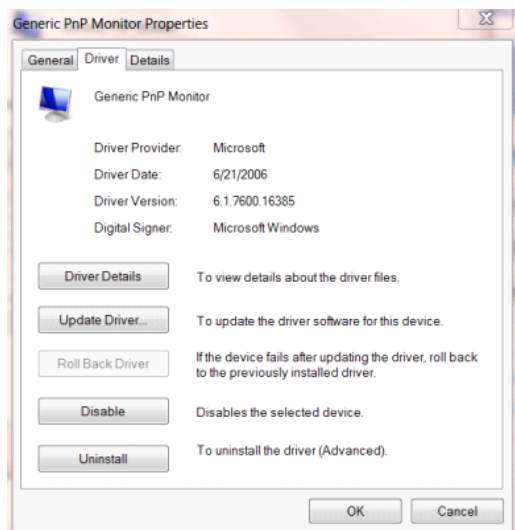 Generic PnP Monitor Properties
General Driver Details
Generic PnP Monitor
Driver Provider: Microsoft
Driver Date: 6/21/2006
Driver Version: 6.1.7600.16385
Digital Signer: Microsoft Windows
Driver Details To view details about the driver files.
Update Driver... To update the driver software for this device.
Roll Back Driver If the device fails after updating the driver, roll back
to the previously installed driver.
Disable Disables the selected device.
Uninstall To uninstall the driver (Advanced).
OK Cancel